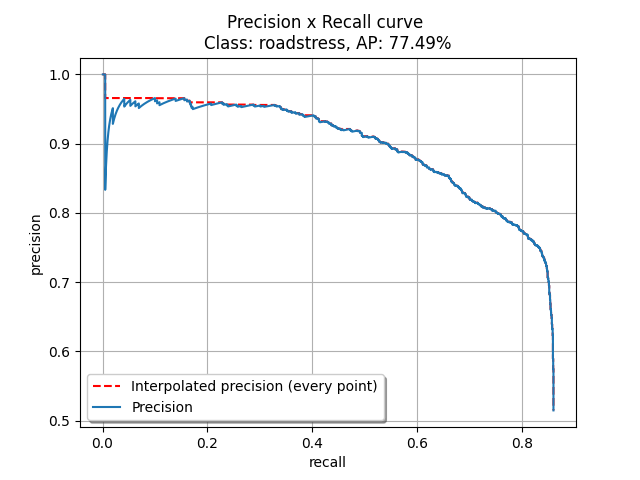 Precision x Recall curve
Class: roadstress, AP: 77.49%
1.0
0.9
0.8
0.7
0.6
0.5
precision
Interpolated precision (every point)
Precision
0.0 0.2 0.4 0.6 0.8
recall